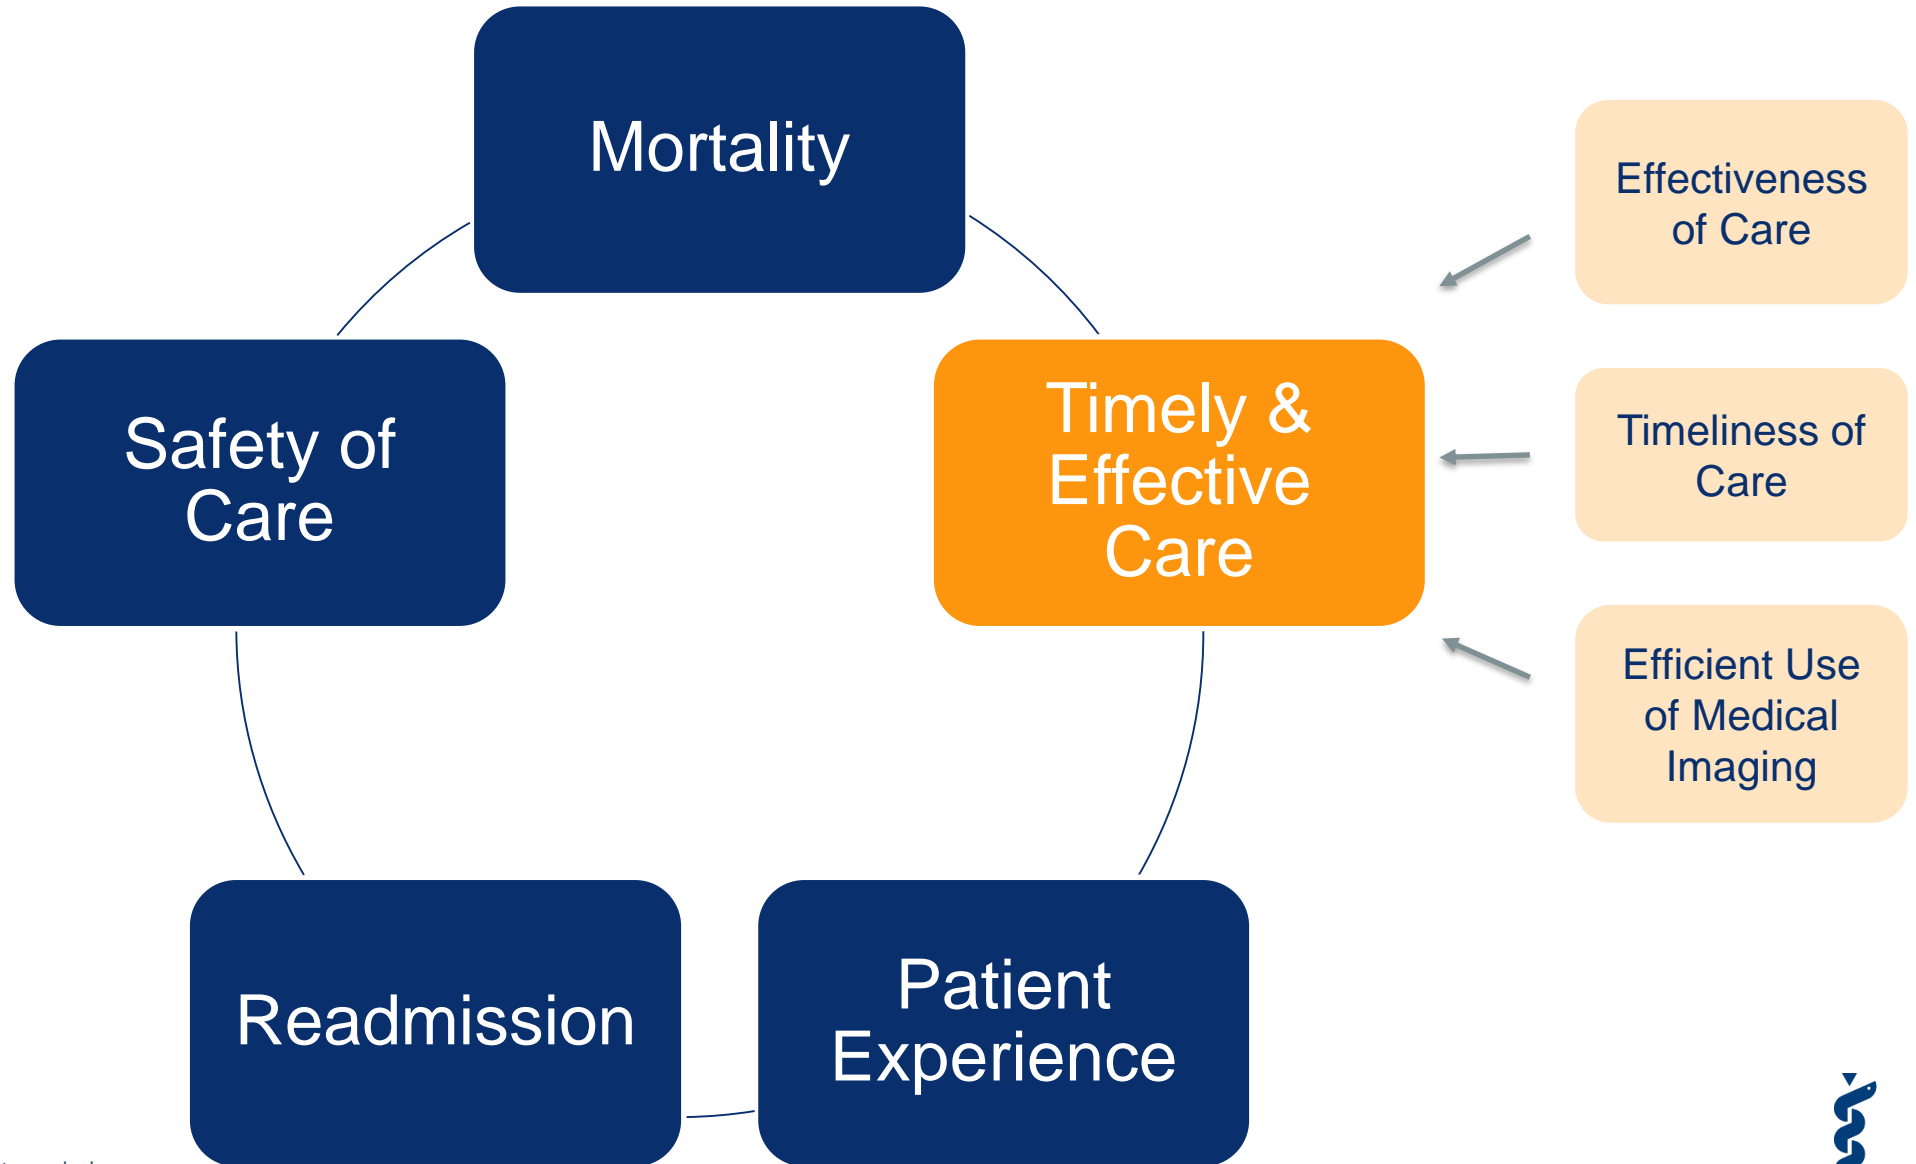 Mortality
Effectiveness
of Care
Safety of
Care
Timely &
Effective
Care
Timeliness of
Care
Efficient Use
of Medical
Imaging
Readmission
Patient
Experience